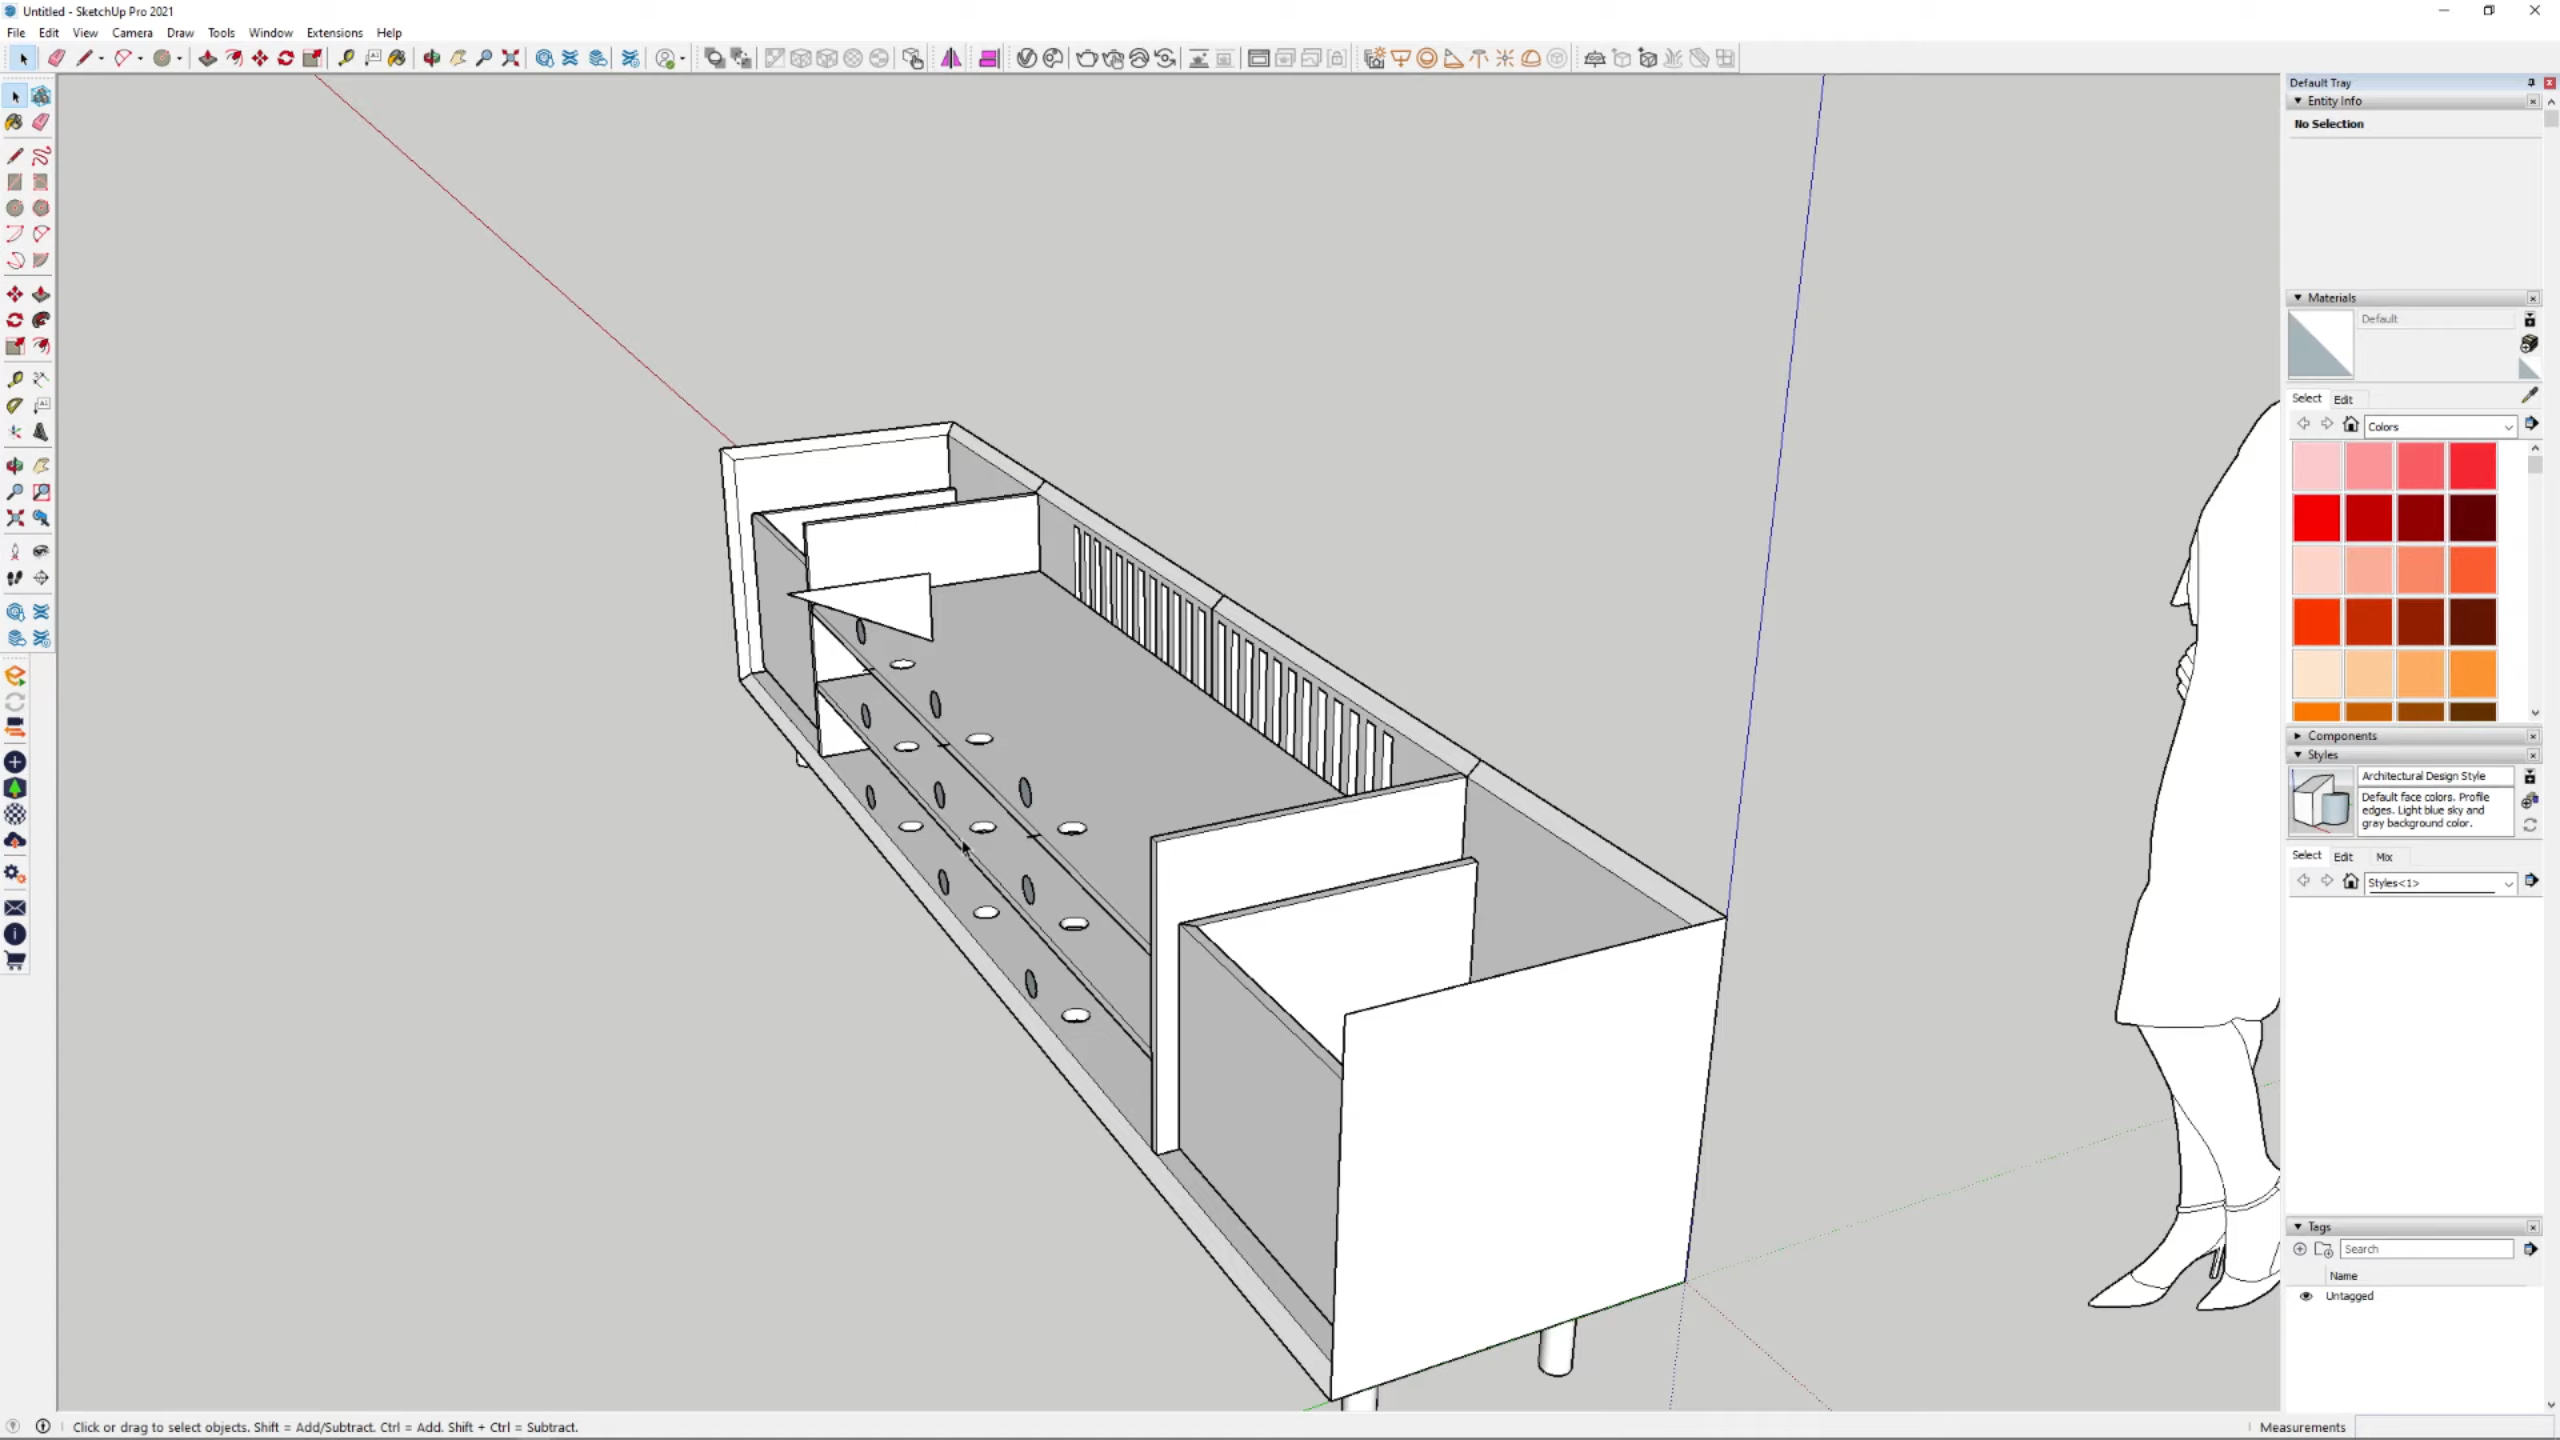 Untitled - SketchUp Pro 2021
File Edit View Camera Draw Tools Window Extensions Help
Default Tray
Entity Info
No Selection
Materials
Default
Select Edit
Colors
Components
Styles
Architectural Design Style
Default face colors. Profile
edges. Light blue sky and
gray background color.
Select Edit Mix
Styles<1>
Tags
Search
Name
Untagged
Click or drag to select objects. Shift = Add/Subtract. Ctrl = Add. Shift + Ctrl = Subtract.
Measurements